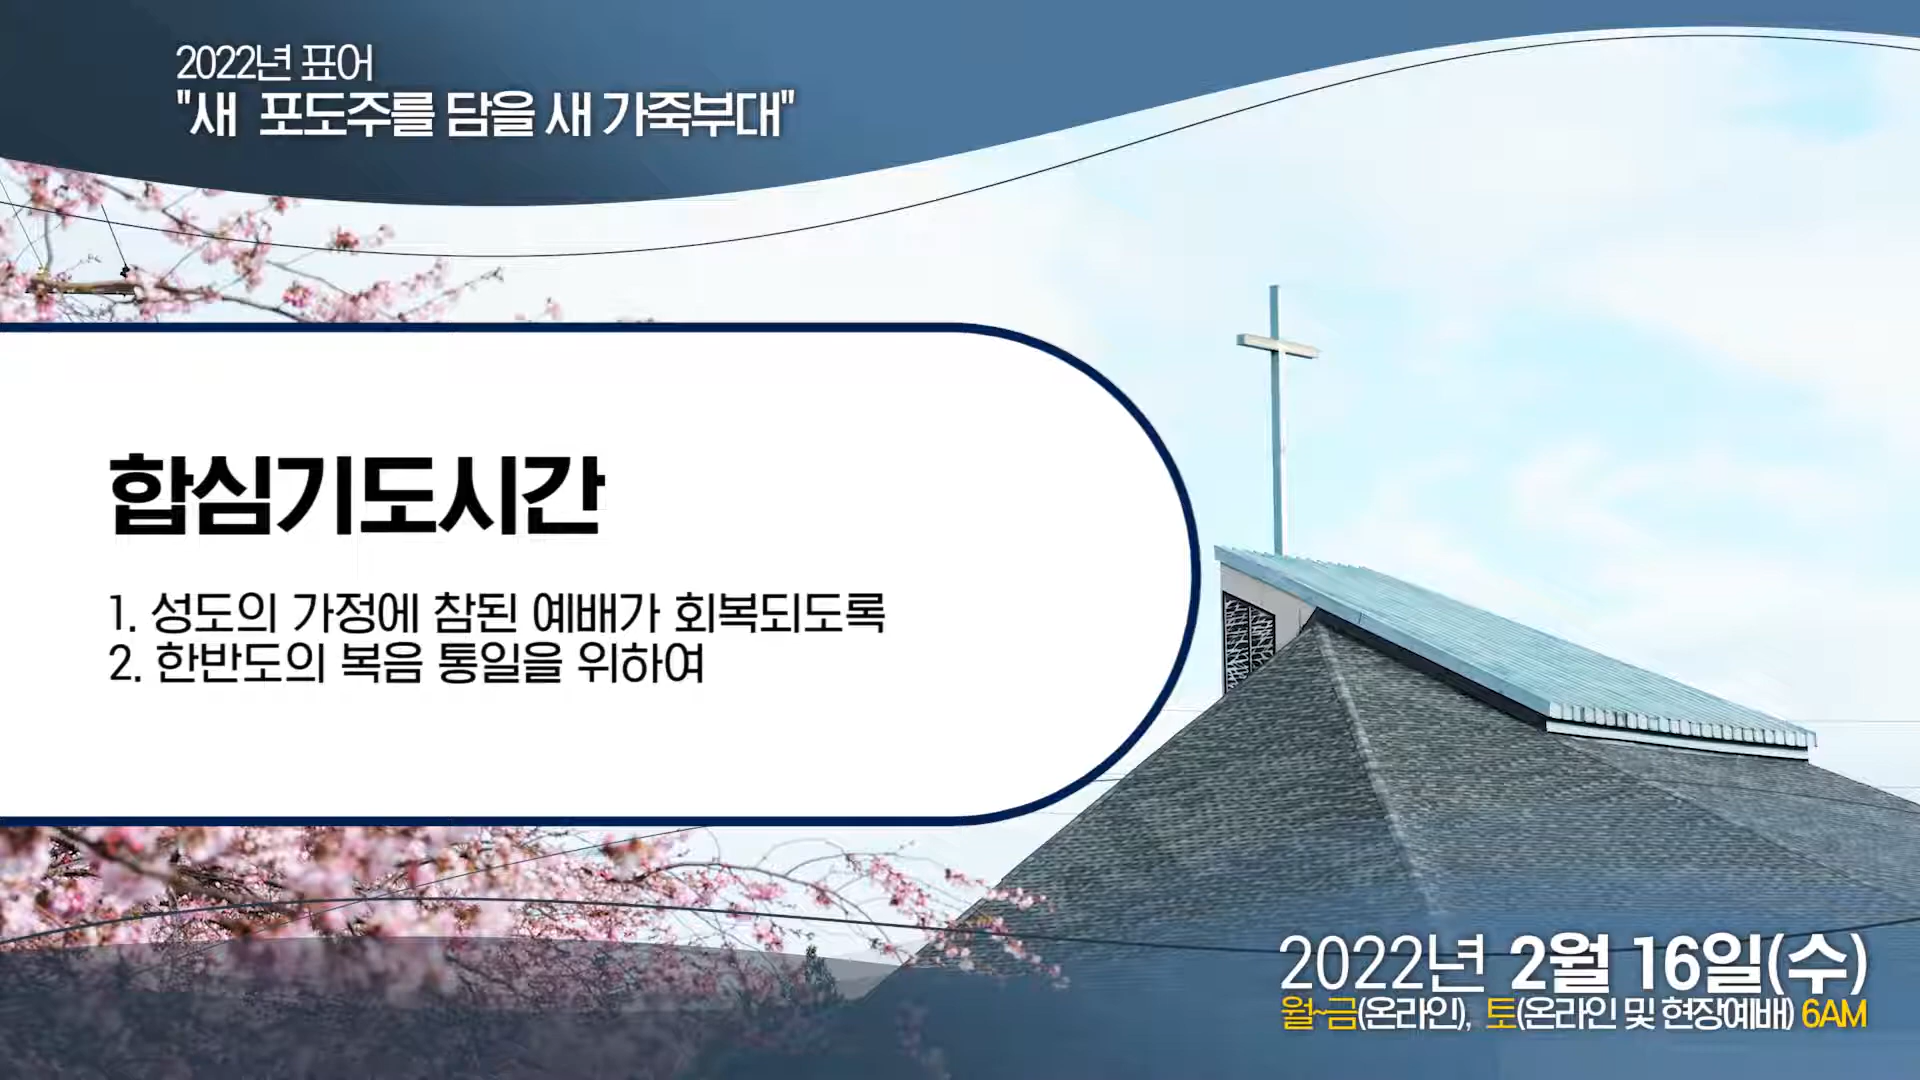 2022년 표어
"새 포도주를 담을 새 가죽부대"
합심기도시간
1. 성도의 가정에 참된 예배가 회복되도록
2. 한반도의 복음 통일을 위하여
2022년 2월 16일(수)
월~금(온라인), 토(온라인 및 현장예배) 6AM